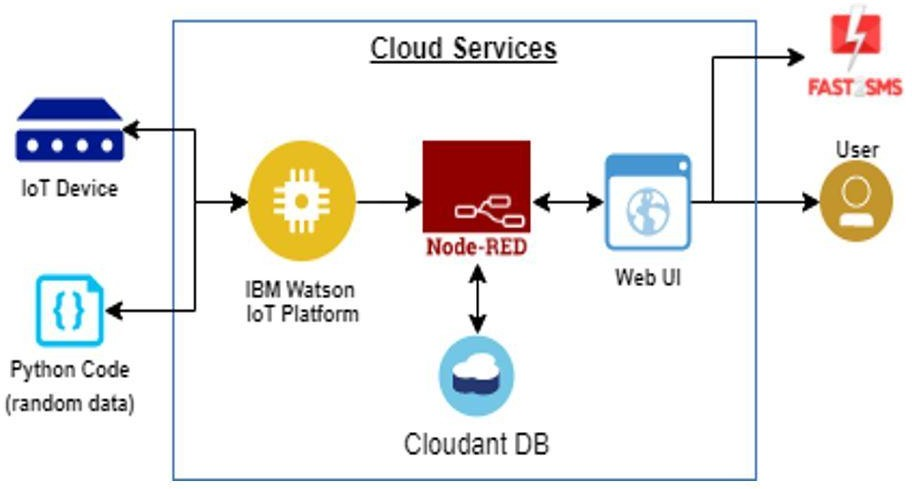 Cloud Services
FAST2SMS
User
IoT Device
Node-RED
Web UI
IBM Watson
IoT Platform
Python Code
(random data)
Cloudant DB